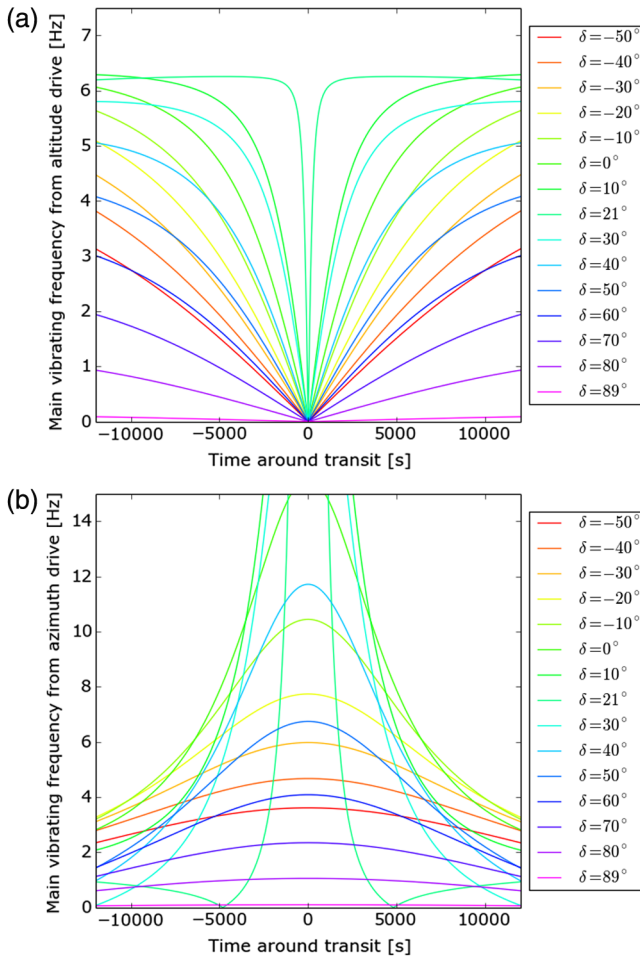 (a)
Main vibrating frequency from altitude drive [Hz]
7
6
5
4
3
2
1
0
−10000 −5000 0 5000 10000
Time around transit [s]
δ=−50°
δ=−40°
δ=−30°
δ=−20°
δ=−10°
δ=0°
δ=10°
δ=21°
δ=30°
δ=40°
δ=50°
δ=60°
δ=70°
δ=80°
δ=89°
(b)
Main vibrating frequency from azimuth drive [Hz]
14
12
10
8
6
4
2
0
−10000 −5000 0 5000 10000
Time around transit [s]
δ=−50°
δ=−40°
δ=−30°
δ=−20°
δ=−10°
δ=0°
δ=10°
δ=21°
δ=30°
δ=40°
δ=50°
δ=60°
δ=70°
δ=80°
δ=89°